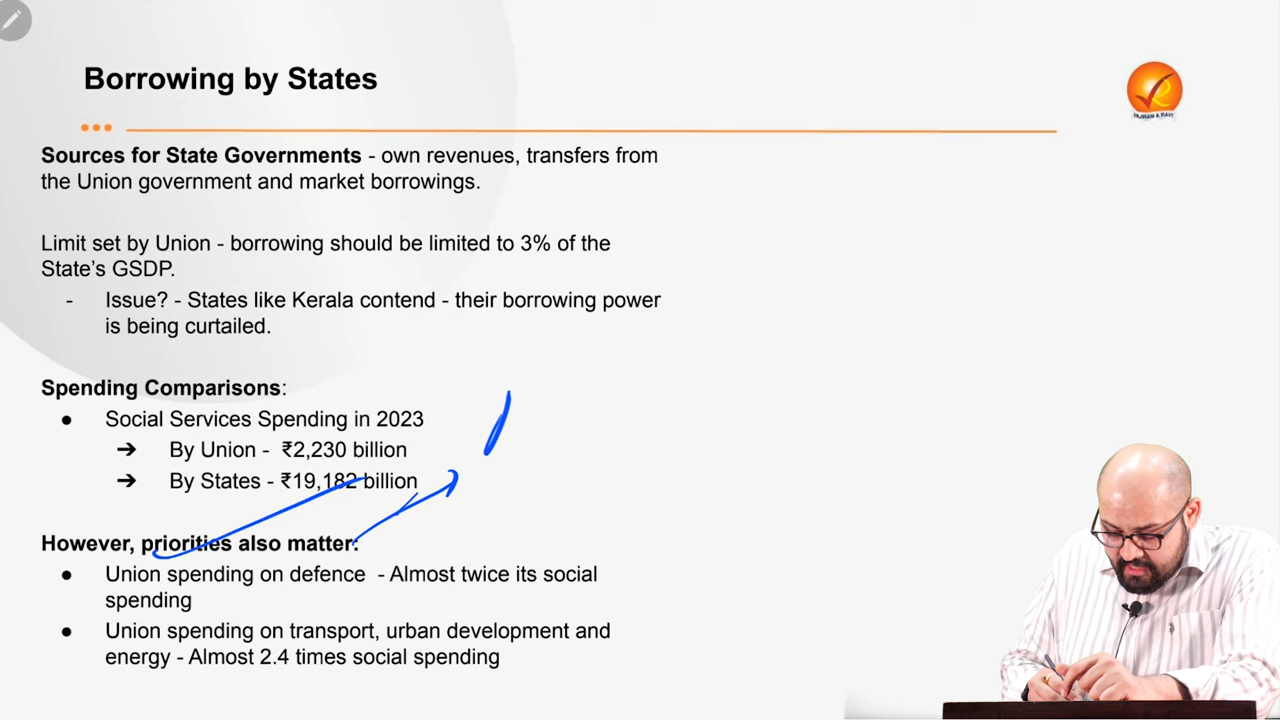 Borrowing by States
VAJIRAM & RAVI
Sources for State Governments - own revenues, transfers from
the Union government and market borrowings.
Limit set by Union - borrowing should be limited to 3% of the
State's GSDP.
- Issue? - States like Kerala contend - their borrowing power
is being curtailed.
Spending Comparisons:
● Social Services Spending in 2023
➔ By Union - ₹2,230 billion
➔ By States - ₹19,182 billion
However, priorities also matter:
● Union spending on defence - Almost twice its social
spending
● Union spending on transport, urban development and
energy - Almost 2.4 times social spending